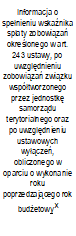 Informacja o
spełnieniu wskaźnika
spłaty zobowiązań
określonego w art.
243 ustawy, po
uwzględnieniu
zobowiązań związku
współtworzonego
przez jednostkę
samorządu
terytorialnego oraz
po uwzględnieniu
ustawowych
wyłączeń,
obliczonego w
oparciu o wykonanie
roku
poprzedzającego rok
budżetowyˣ